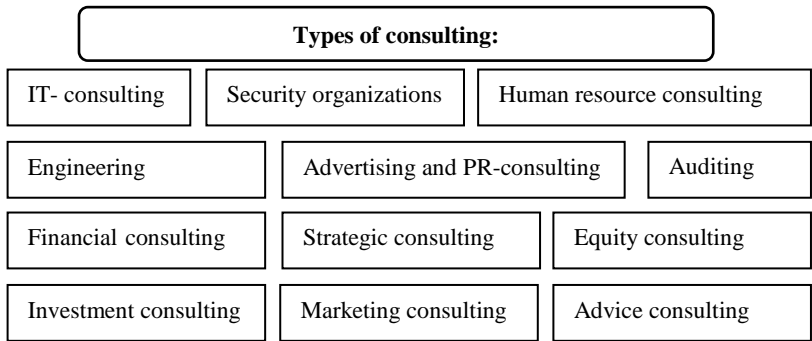 Types of consulting:
IT- consulting
Security organizations
Human resource consulting
Engineering
Advertising and PR-consulting
Auditing
Financial consulting
Strategic consulting
Equity consulting
Investment consulting
Marketing consulting
Advice consulting